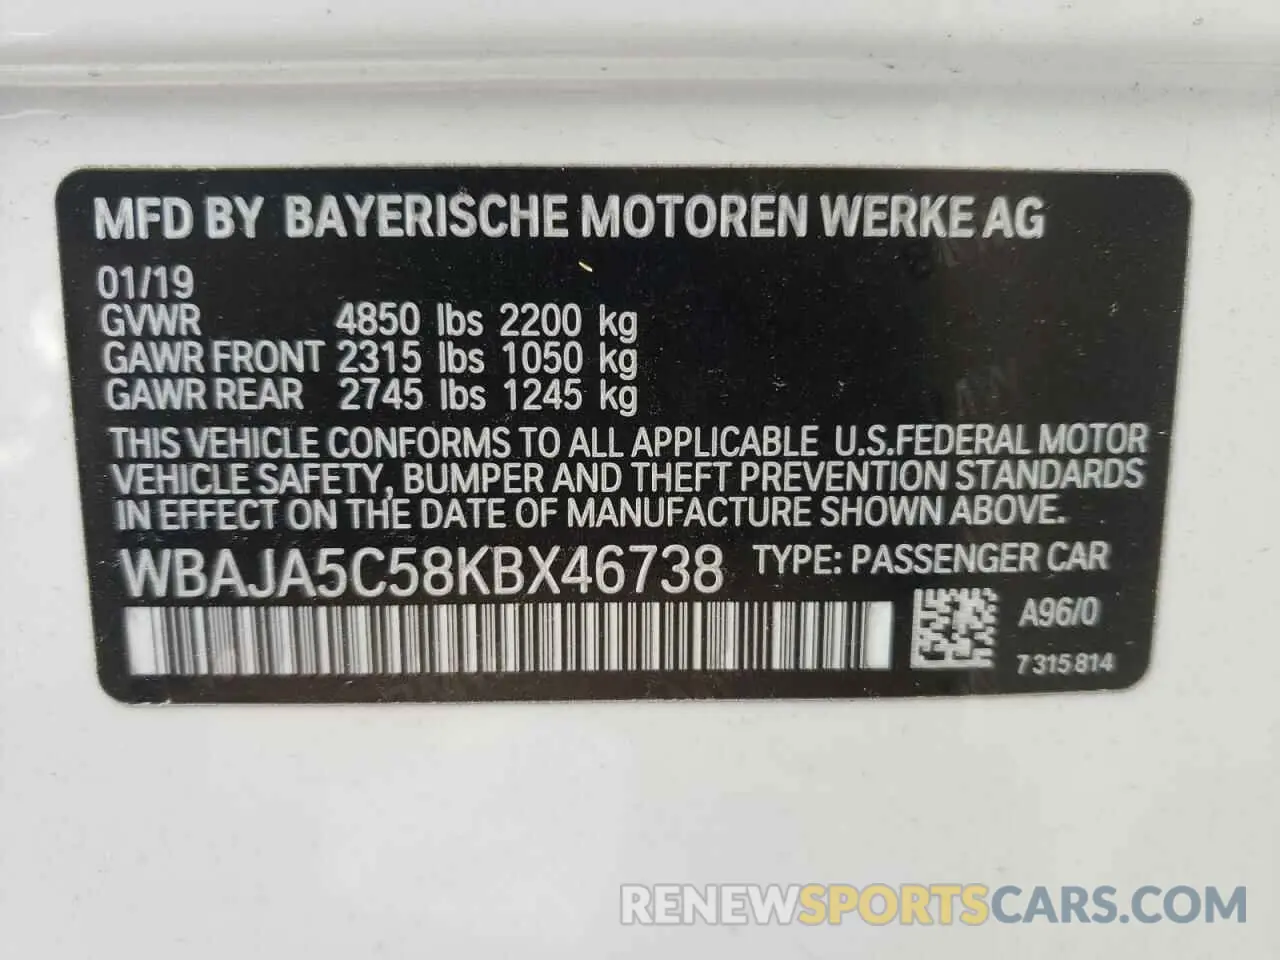 MFD BY BAYERISCHE MOTOREN WERKE AG
01/19
GVWR 4850 lbs 2200 kg
GAWR FRONT 2315 lbs 1050 kg
GAWR REAR 2745 lbs 1245 kg
THIS VEHICLE CONFORMS TO ALL APPLICABLE U.S.FEDERAL MOTOR
VEHICLE SAFETY, BUMPER AND THEFT PREVENTION STANDARDS
IN EFFECT ON THE DATE OF MANUFACTURE SHOWN ABOVE.
WBAJA5C58KBX46738 TYPE: PASSENGER CAR
A96/0
7 315 814
RENEWSPORTSCARS.COM